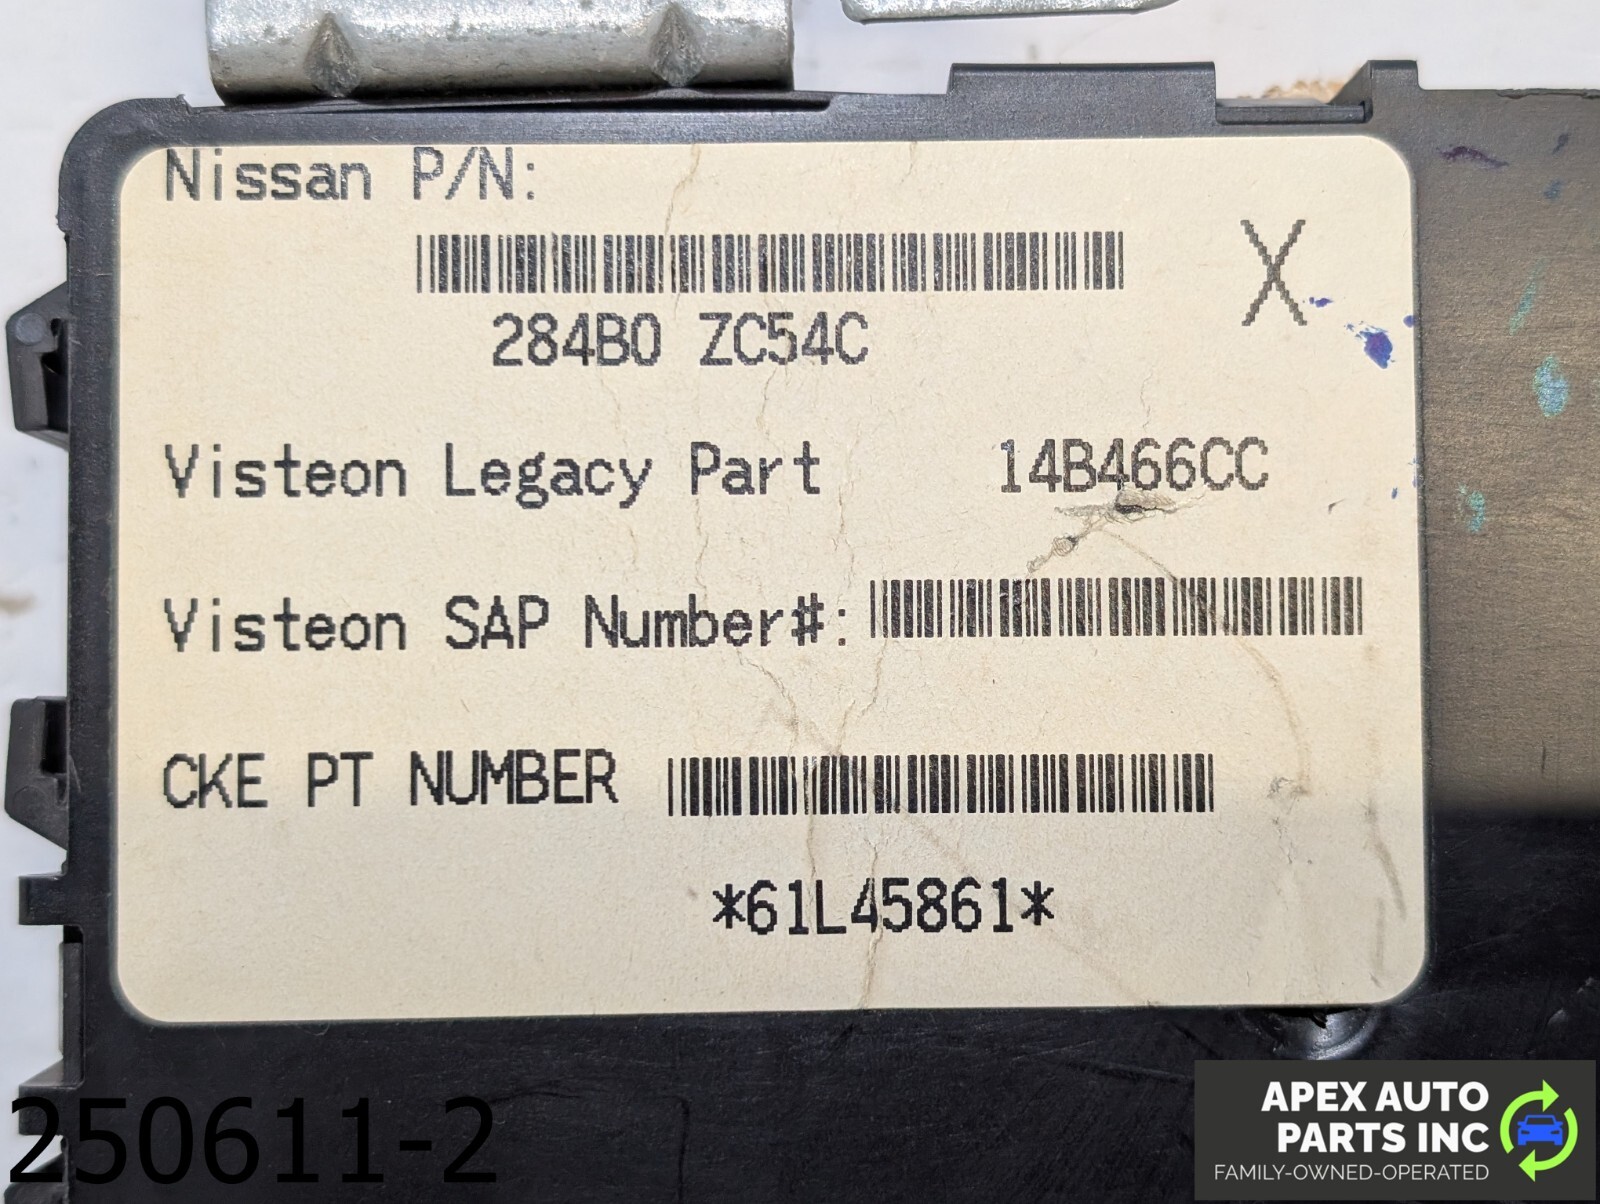 Nissan P/N:
X
284B0 ZC54C
Visteon Legacy Part 14B466CC
Visteon SAP Number#:
CKE PT NUMBER
*61L45861*
250611-2
APEX AUTO
PARTS INC
FAMILY-OWNED-OPERATED